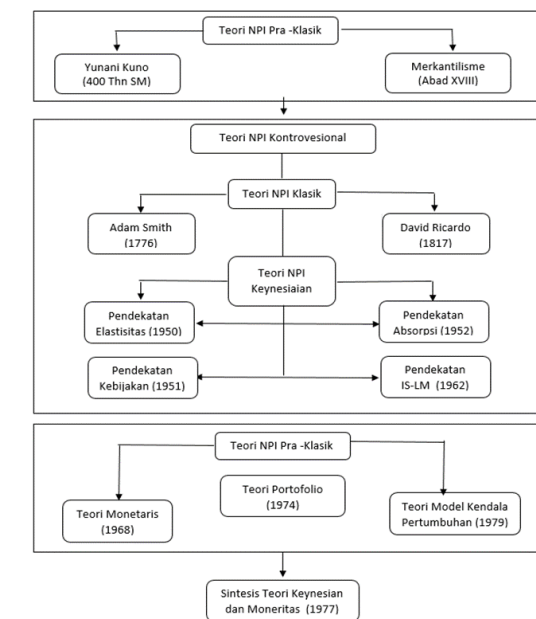 Teori NPI Pra -Klasik
Yunani Kuno
(400 Thn SM)
Merkantilisme
(Abad XVIII)
Teori NPI Kontrovesional
Teori NPI Klasik
Adam Smith
(1776)
David Ricardo
(1817)
Teori NPI
Keynesiaian
Pendekatan
Elastisitas (1950)
Pendekatan
Absorpsi (1952)
Pendekatan
Kebijakan (1951)
Pendekatan
IS-LM (1962)
Teori NPI Pra -Klasik
Teori Monetaris
(1968)
Teori Portofolio
(1974)
Teori Model Kendala
Pertumbuhan (1979)
Sintesis Teori Keynesian
dan Moneritas (1977)